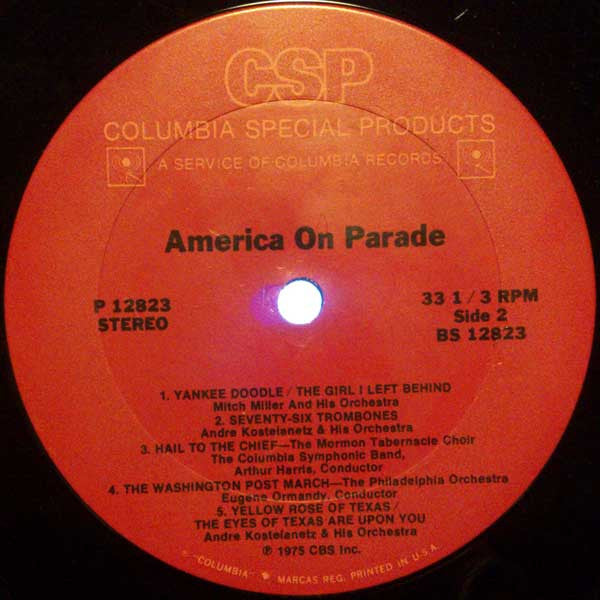 CSP
COLUMBIA SPECIAL PRODUCTS
A SERVICE OF COLUMBIA RECORDS
America On Parade
P 12823
STEREO
33 1/3 RPM
Side 2
BS 12823
1. YANKEE DOODLE / THE GIRL I LEFT BEHIND
Mitch Miller And His Orchestra
2. SEVENTY-SIX TROMBONES
Andre Kostelanetz & His Orchestra
3. HAIL TO THE CHIEF—The Mormon Tabernacle Choir
The Columbia Symphonic Band,
Arthur Harris, Conductor
4. THE WASHINGTON POST MARCH—The Philadelphia Orchestra
Eugene Ormandy, Conductor
5. YELLOW ROSE OF TEXAS /
THE EYES OF TEXAS ARE UPON YOU
Andre Kostelanetz & His Orchestra
℗ 1975 CBS Inc.
"COLUMBIA" MARCAS REG. PRINTED IN U.S.A.